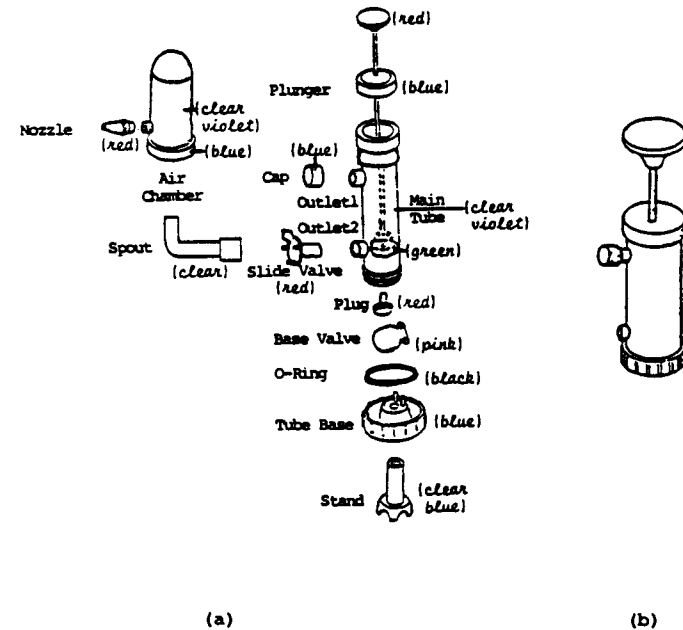 (red)
Plunger
(blue)
(clear
violet)
Nozzle
(red)
(blue)
Air
Chamber
(blue)
Cap
Outlet1
Main
Tube
(clear
violet)
Outlet2
Spout
(clear)
(green)
Slide Valve
(red)
Plug
(red)
Base Valve
(pink)
O-Ring
(black)
Tube Base
(blue)
Stand
(clear
blue)
(a)
(b)